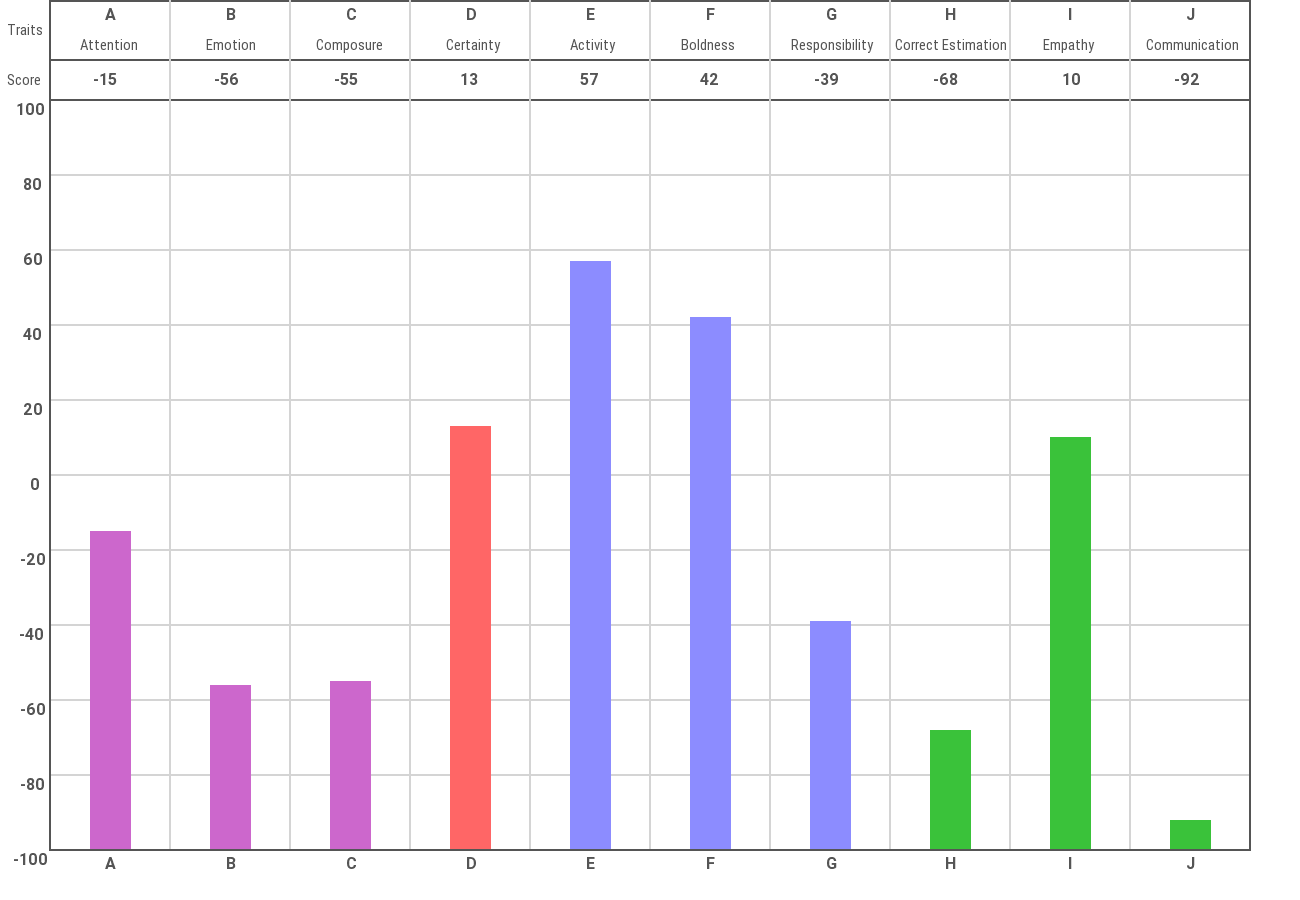 Traits A B C D E F G H I J
Attention Emotion Composure Certainty Activity Boldness Responsibility Correct Estimation Empathy Communication
Score -15 -56 -55 13 57 42 -39 -68 10 -92
100
80
60
40
20
0
-20
-40
-60
-80
-100
A B C D E F G H I J